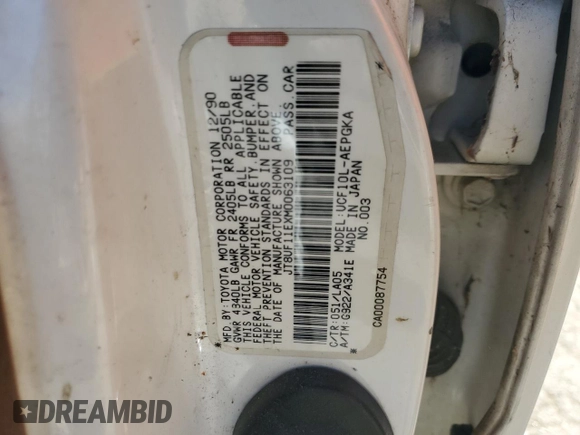 MFD. BY: TOYOTA MOTOR CORPORATION 12/90
GVWR 4340LB GAWR FR 2405LB RR 2505LB
THIS VEHICLE CONFORMS TO ALL APPLICABLE
FEDERAL MOTOR VEHICLE SAFETY, BUMPER, AND
THEFT PREVENTION STANDARDS IN EFFECT ON
THE DATE OF MANUFACTURE SHOWN ABOVE.
* JT8UF11EXM0063109 * PASS. CAR
C/TR: 051/LA05 MODEL: UCF10L-AEPGKA
A/TM: G922/A341E MADE IN JAPAN
NO. 003
CA00087754
DREAMBID